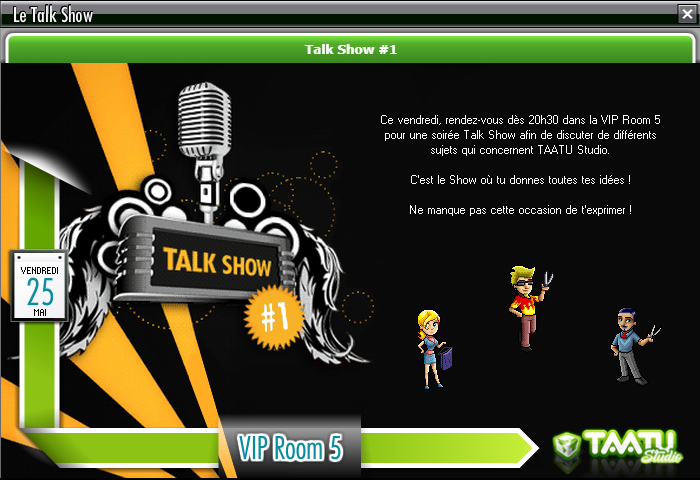 Le Talk Show
Talk Show #1
Ce vendredi, rendez-vous dès 20h30 dans la VIP Room 5
pour une soirée Talk Show afin de discuter de différents
sujets qui concernent TAATU Studio.
C'est le Show où tu donnes toutes tes idées !
Ne manque pas cette occasion de t'exprimer !
TALK SHOW
#1
VENDREDI
25
MAI
VIP Room 5
TAATU
Studio